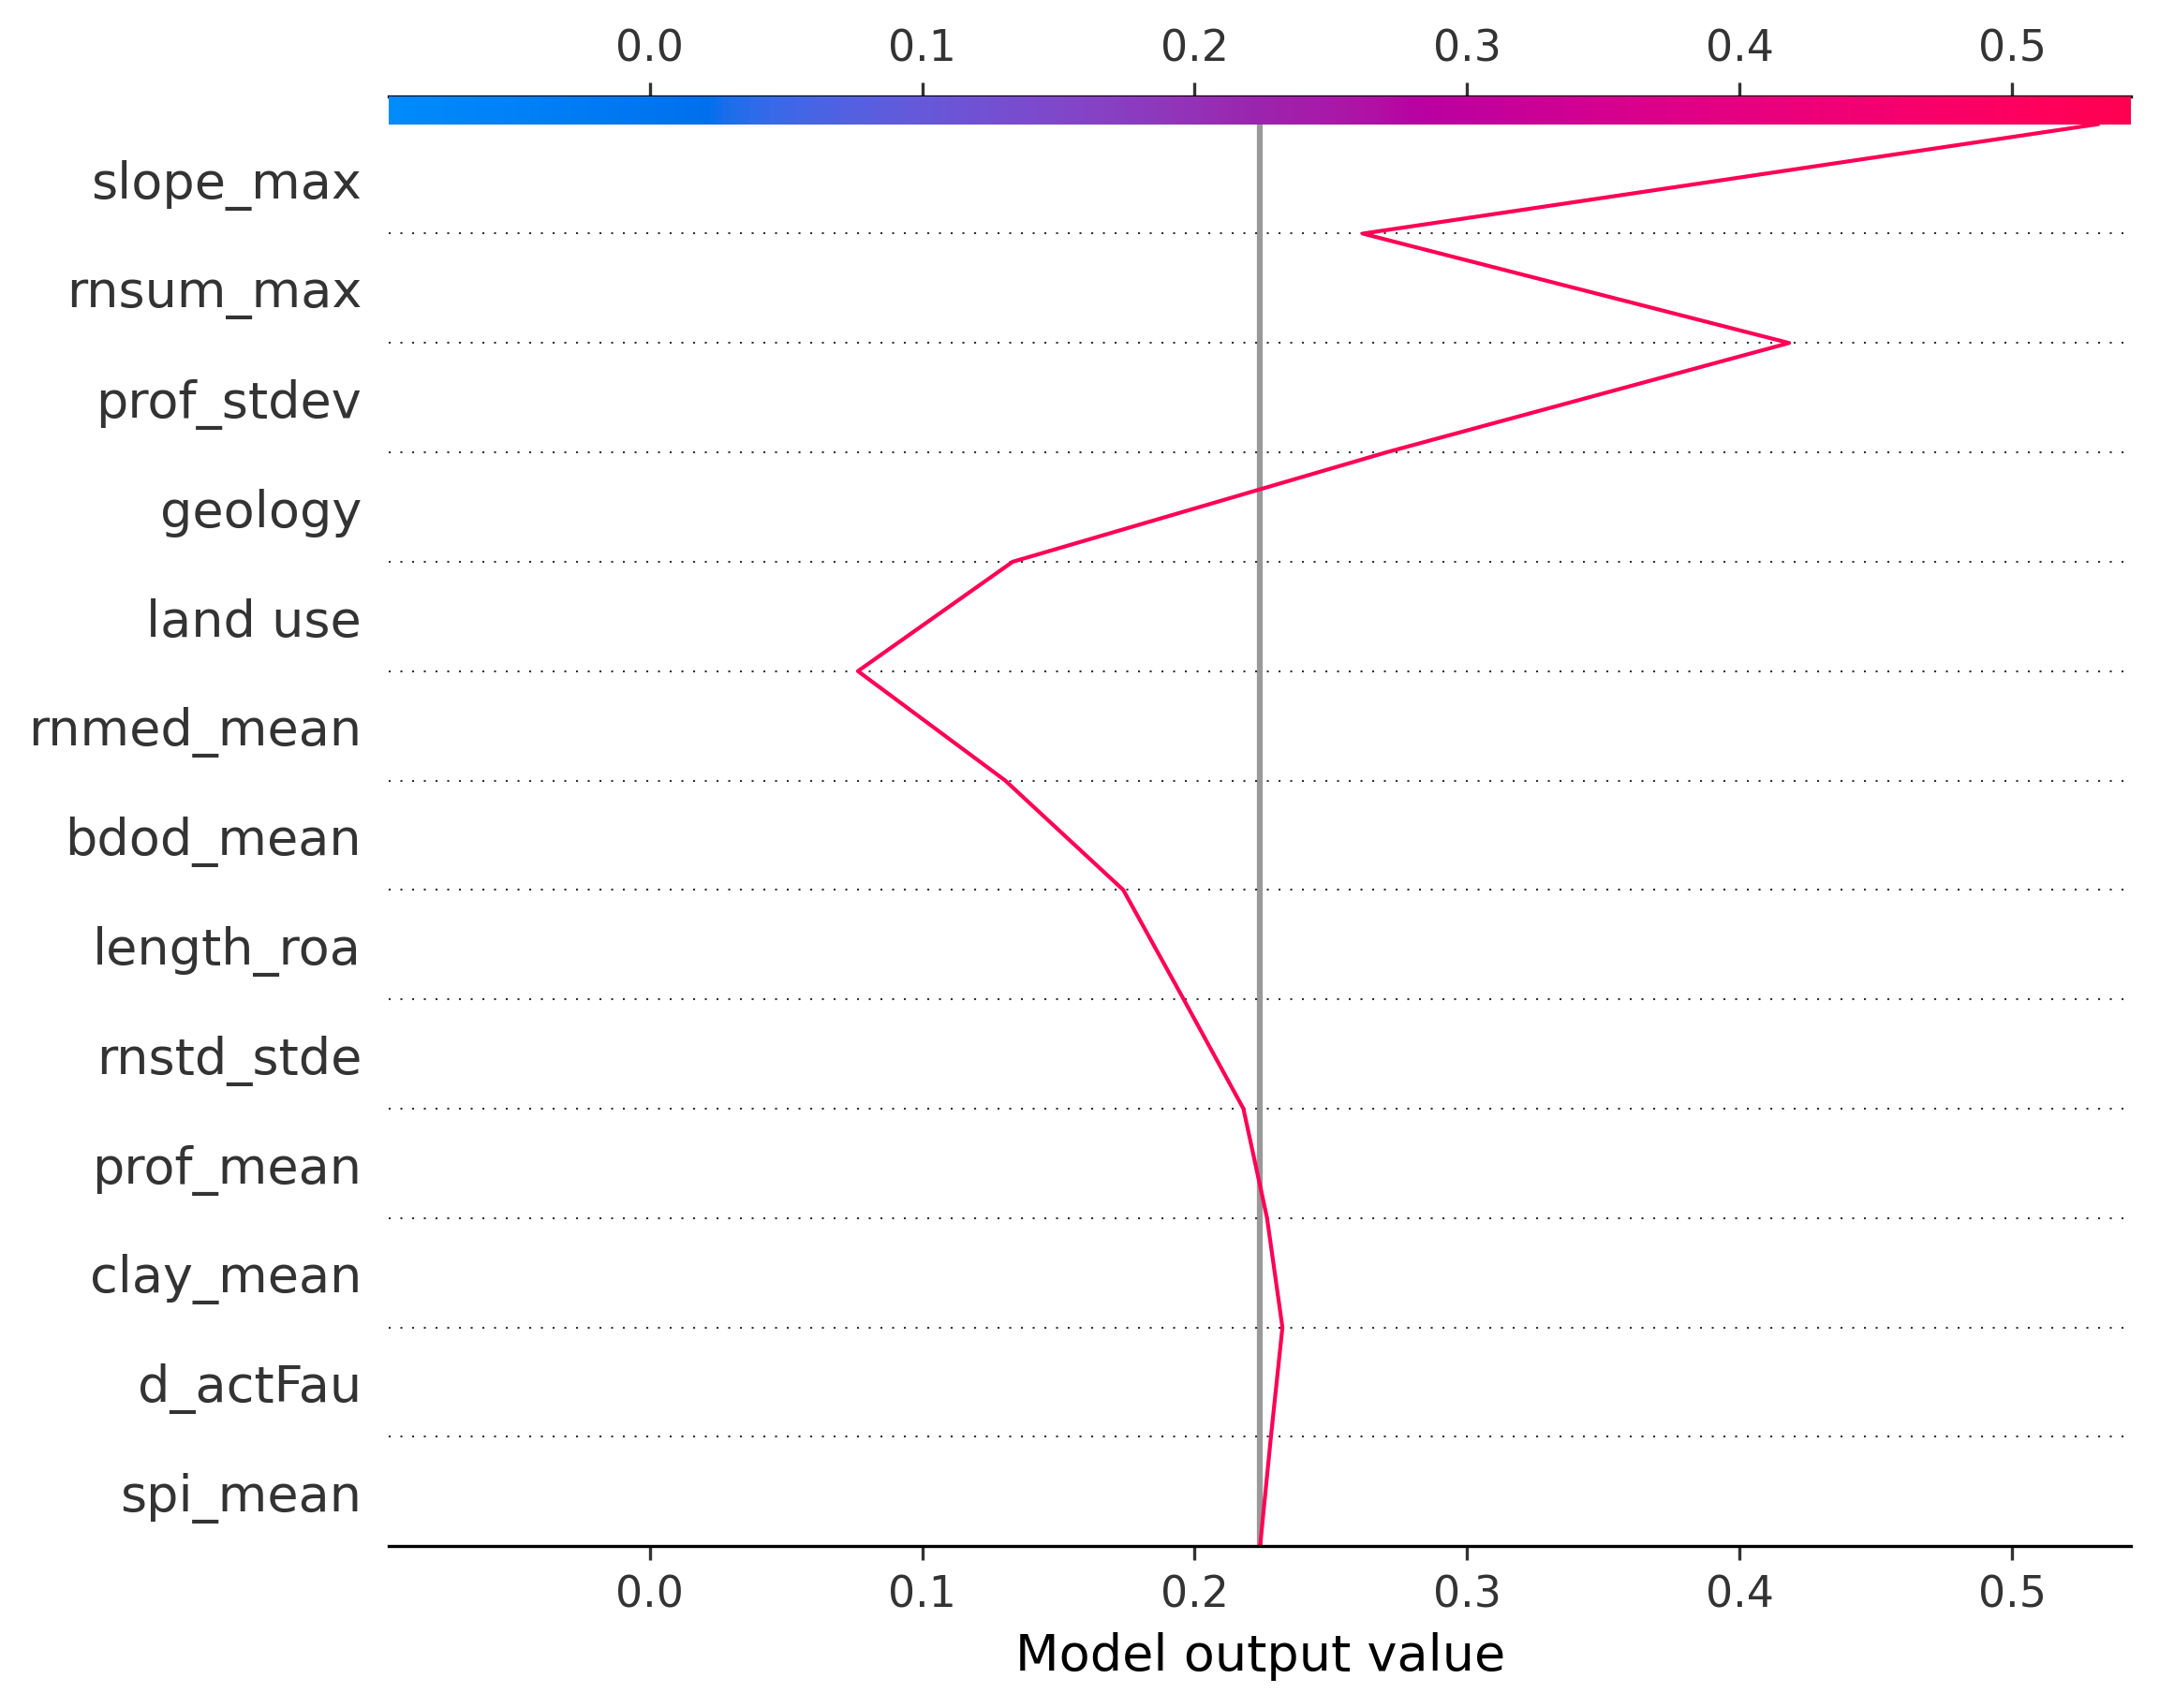 0.0 0.1 0.2 0.3 0.4 0.5
slope_max
rnsum_max
prof_stdev
geology
land use
rnmed_mean
bdod_mean
length_roa
rnstd_stde
prof_mean
clay_mean
d_actFau
spi_mean
0.0 0.1 0.2 0.3 0.4 0.5
Model output value